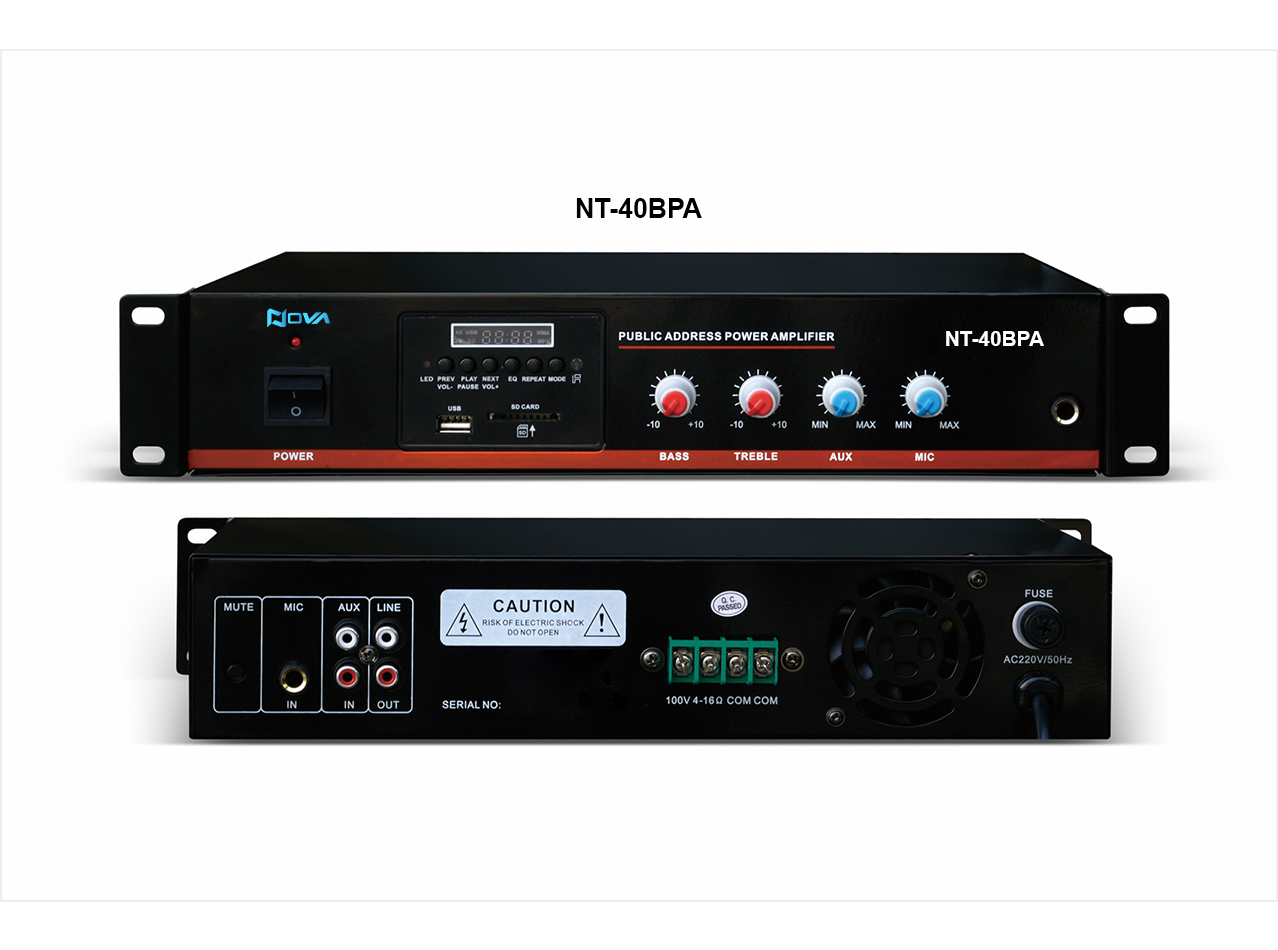 NT-40BPA
NOVA
PUBLIC ADDRESS POWER AMPLIFIER
NT-40BPA
LED PREV PLAY NEXT EQ REPEAT MODE
VOL- PAUSE VOL+
USB
SD CARD
SD
-10 +10
-10 +10
MIN MAX
MIN MAX
POWER
BASS
TREBLE
AUX
MIC
MUTE
MIC
AUX
LINE
IN
IN
OUT
CAUTION
RISK OF ELECTRIC SHOCK
DO NOT OPEN
SERIAL NO:
Q.C.
PASSED
100V 4-16Ω COM COM
FUSE
AC220V/50Hz